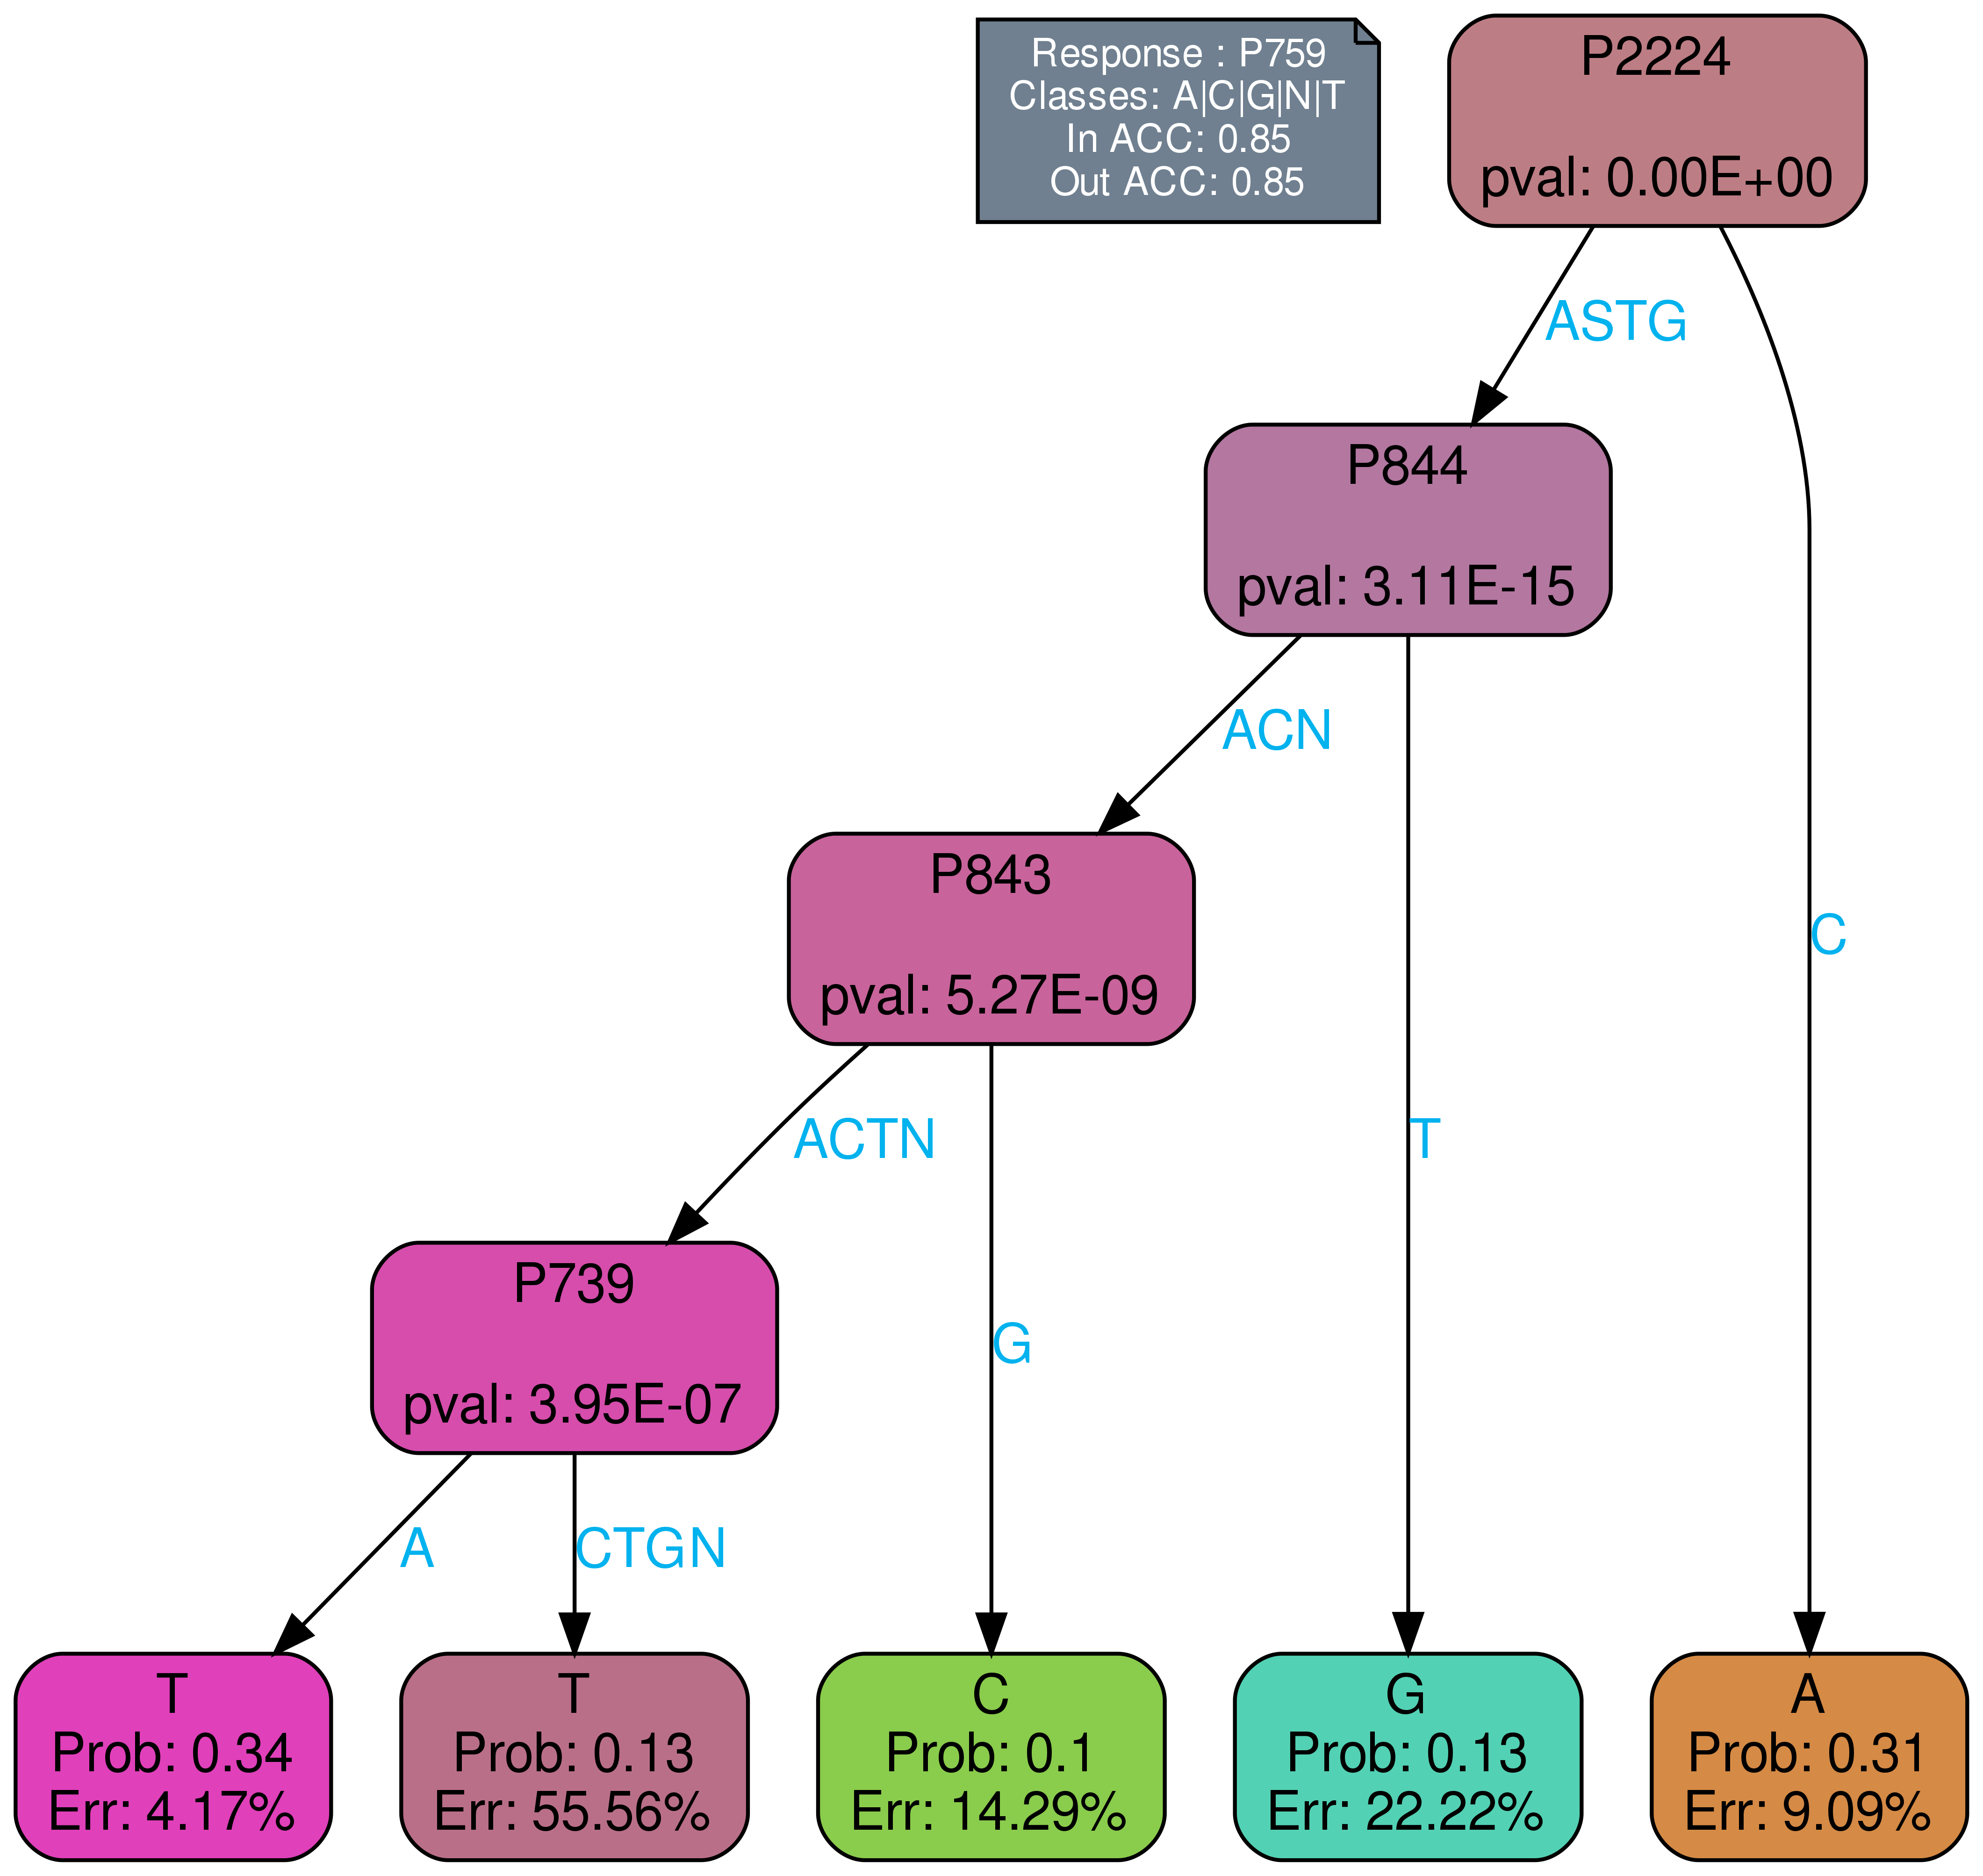 Response : P759
Classes: A|C|G|N|T
In ACC: 0.85
Out ACC: 0.85
P2224
pval: 0.00E+00
ASTG
P844
pval: 3.11E-15
ACN
P843
pval: 5.27E-09
C
ACTN
T
P739
pval: 3.95E-07
G
A
CTGN
T
Prob: 0.34
Err: 4.17%
T
Prob: 0.13
Err: 55.56%
C
Prob: 0.1
Err: 14.29%
G
Prob: 0.13
Err: 22.22%
A
Prob: 0.31
Err: 9.09%